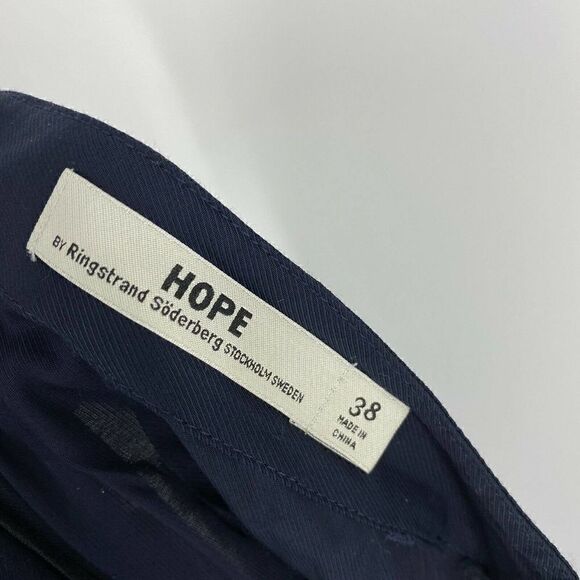 HOPE
BY Ringstrand Söderberg STOCKHOLM SWEDEN
38
MADE IN
CHINA